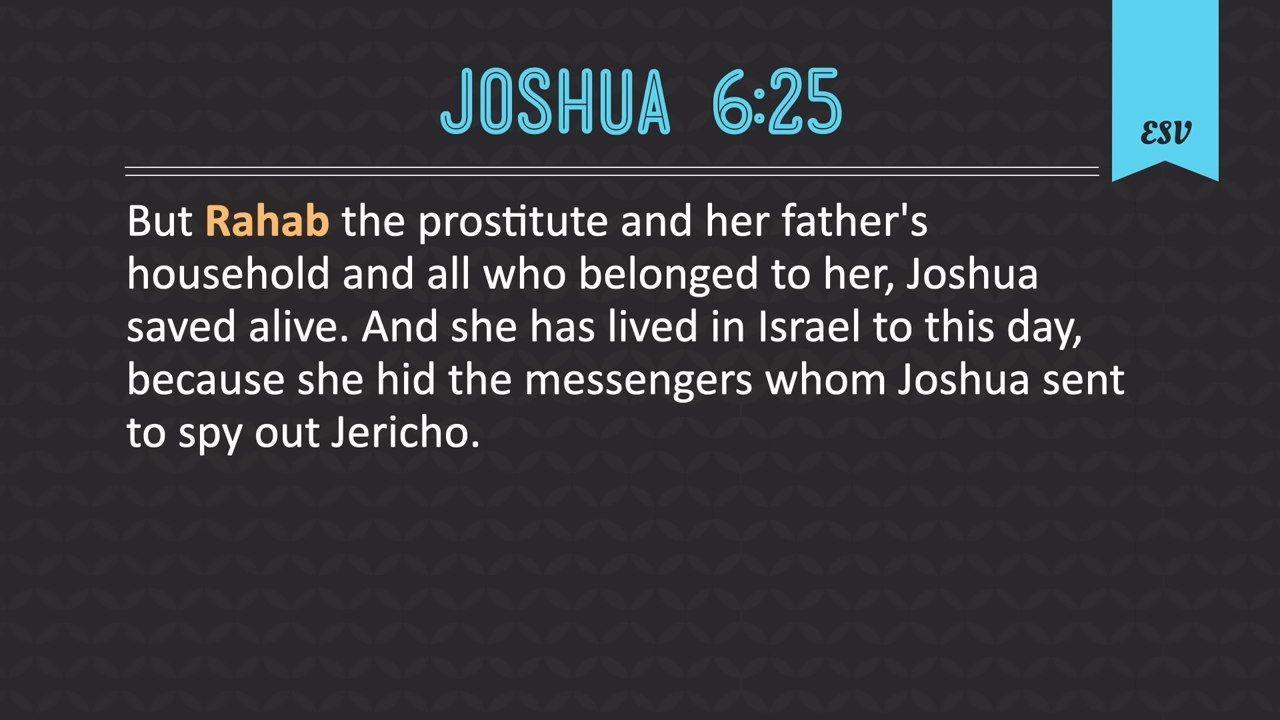 JOSHUA 6:25
ESV
But Rahab the prostitute and her father's
household and all who belonged to her, Joshua
saved alive. And she has lived in Israel to this day,
because she hid the messengers whom Joshua sent
to spy out Jericho.